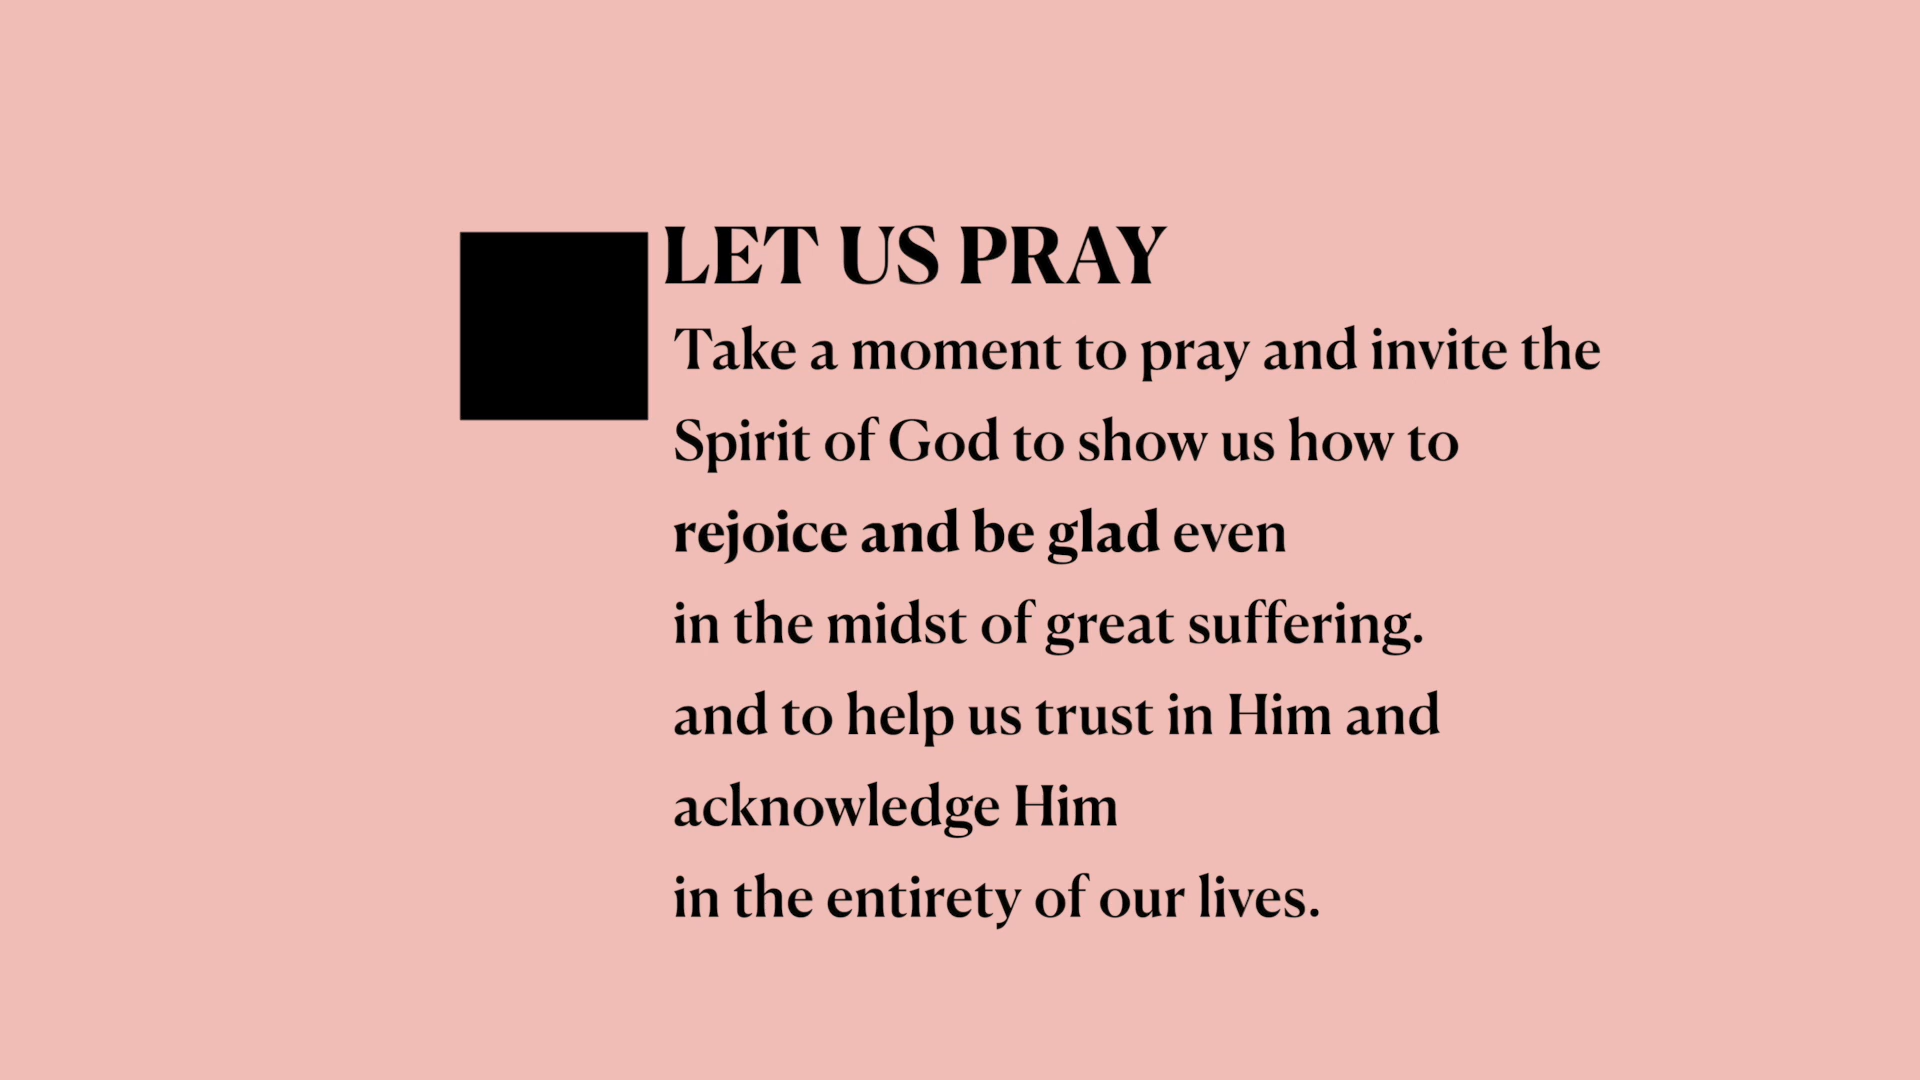 LET US PRAY
Take a moment to pray and invite the
Spirit of God to show us how to
rejoice and be glad even
in the midst of great suffering.
and to help us trust in Him and
acknowledge Him
in the entirety of our lives.